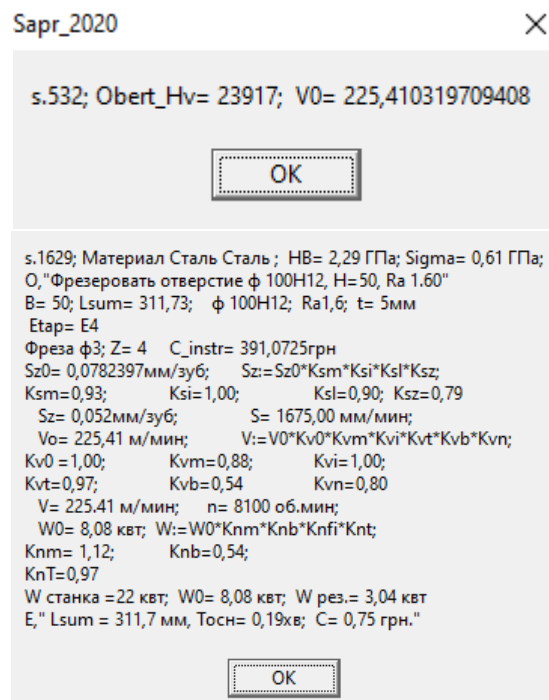 Sapr_2020
s.532; Obert_Hv= 23917; V0= 225,410319709408
OK
s.1629; Материал Сталь Сталь ; HB= 2,29 ГПа; Sigma= 0,61 ГПа;
O,"Фрезеровать отверстие ф 100H12, H=50, Ra 1.60"
B= 50; Lsum= 311,73; ф 100H12; Ra1,6; t= 5мм
Etap= E4
Фреза ф3; Z= 4 C_instr= 391,0725грн
Sz0= 0,0782397мм/зуб; Sz:=Sz0*Ksm*Ksi*Ksl*Ksz;
Ksm=0,93; Ksi=1,00; Ksl=0,90; Ksz=0,79
Sz= 0,052мм/зуб; S= 1675,00 мм/мин;
Vo= 225,41 м/мин; V:=V0*Kv0*Kvm*Kvi*Kvt*Kvb*Kvn;
Kv0 =1,00; Kvm=0,88; Kvi=1,00;
Kvt=0,97; Kvb=0,54 Kvn=0,80
V= 225.41 м/мин; n= 8100 об.мин;
W0= 8,08 квт; W:=W0*Knm*Knb*Knfi*Knt;
Knm= 1,12; Knb=0,54;
KnT=0,97
W станка =22 квт; W0= 8,08 квт; W рез.= 3,04 квт
E," Lsum = 311,7 мм, Тосн= 0,19хв; C= 0,75 грн."
OK